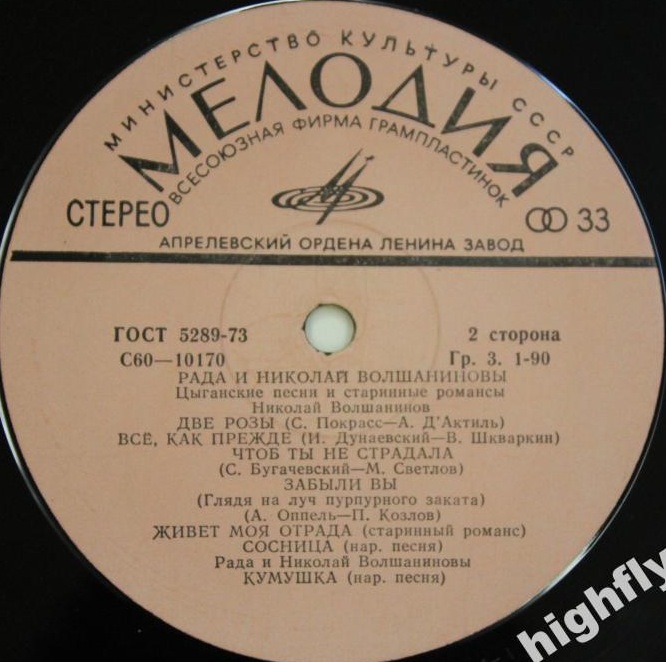 МИНИСТЕРСТВО КУЛЬТУРЫ СССР
МЕЛОДИЯ
ВСЕСОЮЗНАЯ ФИРМА ГРАМПЛАСТИНОК
СТЕРЕО
33
АПРЕЛЕВСКИЙ ОРДЕНА ЛЕНИНА ЗАВОД
ГОСТ 5289-73 2 сторона
С60—10170 Гр. 3. 1-90
РАДА И НИКОЛАЙ ВОЛШАНИНОВЫ
Цыганские песни и старинные романсы
Николай Волшанинов
ДВЕ РОЗЫ (С. Покрасс—А. Д'Актиль)
ВСЁ, КАК ПРЕЖДЕ (И. Дунаевский—В. Шкваркин)
ЧТОБ ТЫ НЕ СТРАДАЛА
(С. Бугачевский—М. Светлов)
ЗАБЫЛИ ВЫ
(Глядя на луч пурпурного заката)
(А. Оппель—П. Козлов)
ЖИВЕТ МОЯ ОТРАДА (старинный романс)
СОСНИЦА (нар. песня)
Рада и Николай Волшаниновы
КУМУШКА (нар. песня)
highfly